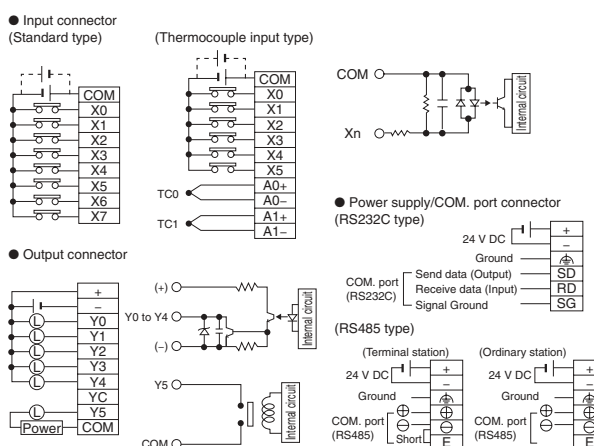 ● Input connector
(Standard type)
COM
X0
X1
X2
X3
X4
X5
X6
X7
(Thermocouple input type)
COM
X0
X1
X2
X3
X4
X5
A0+
A0−
A1+
A1−
TC0
TC1
COM
Xn
Internal circuit
● Output connector
+
−
Y0
Y1
Y2
Y3
Y4
YC
Y5
COM
L
L
L
L
L
L
Power
(+)
Y0 to Y4
(−)
Internal circuit
Y5
COM
Internal circuit
● Power supply/COM. port connector
(RS232C type)
24 V DC
+
−
Ground
COM. port
(RS232C)
Send data (Output)
SD
Receive data (Input)
RD
Signal Ground
SG
(RS485 type)
(Terminal station)
24 V DC
+
−
Ground
COM. port
(RS485)
+
−
+
−
Short
E
(Ordinary station)
24 V DC
+
−
Ground
COM. port
(RS485)
+
−
+
−
E